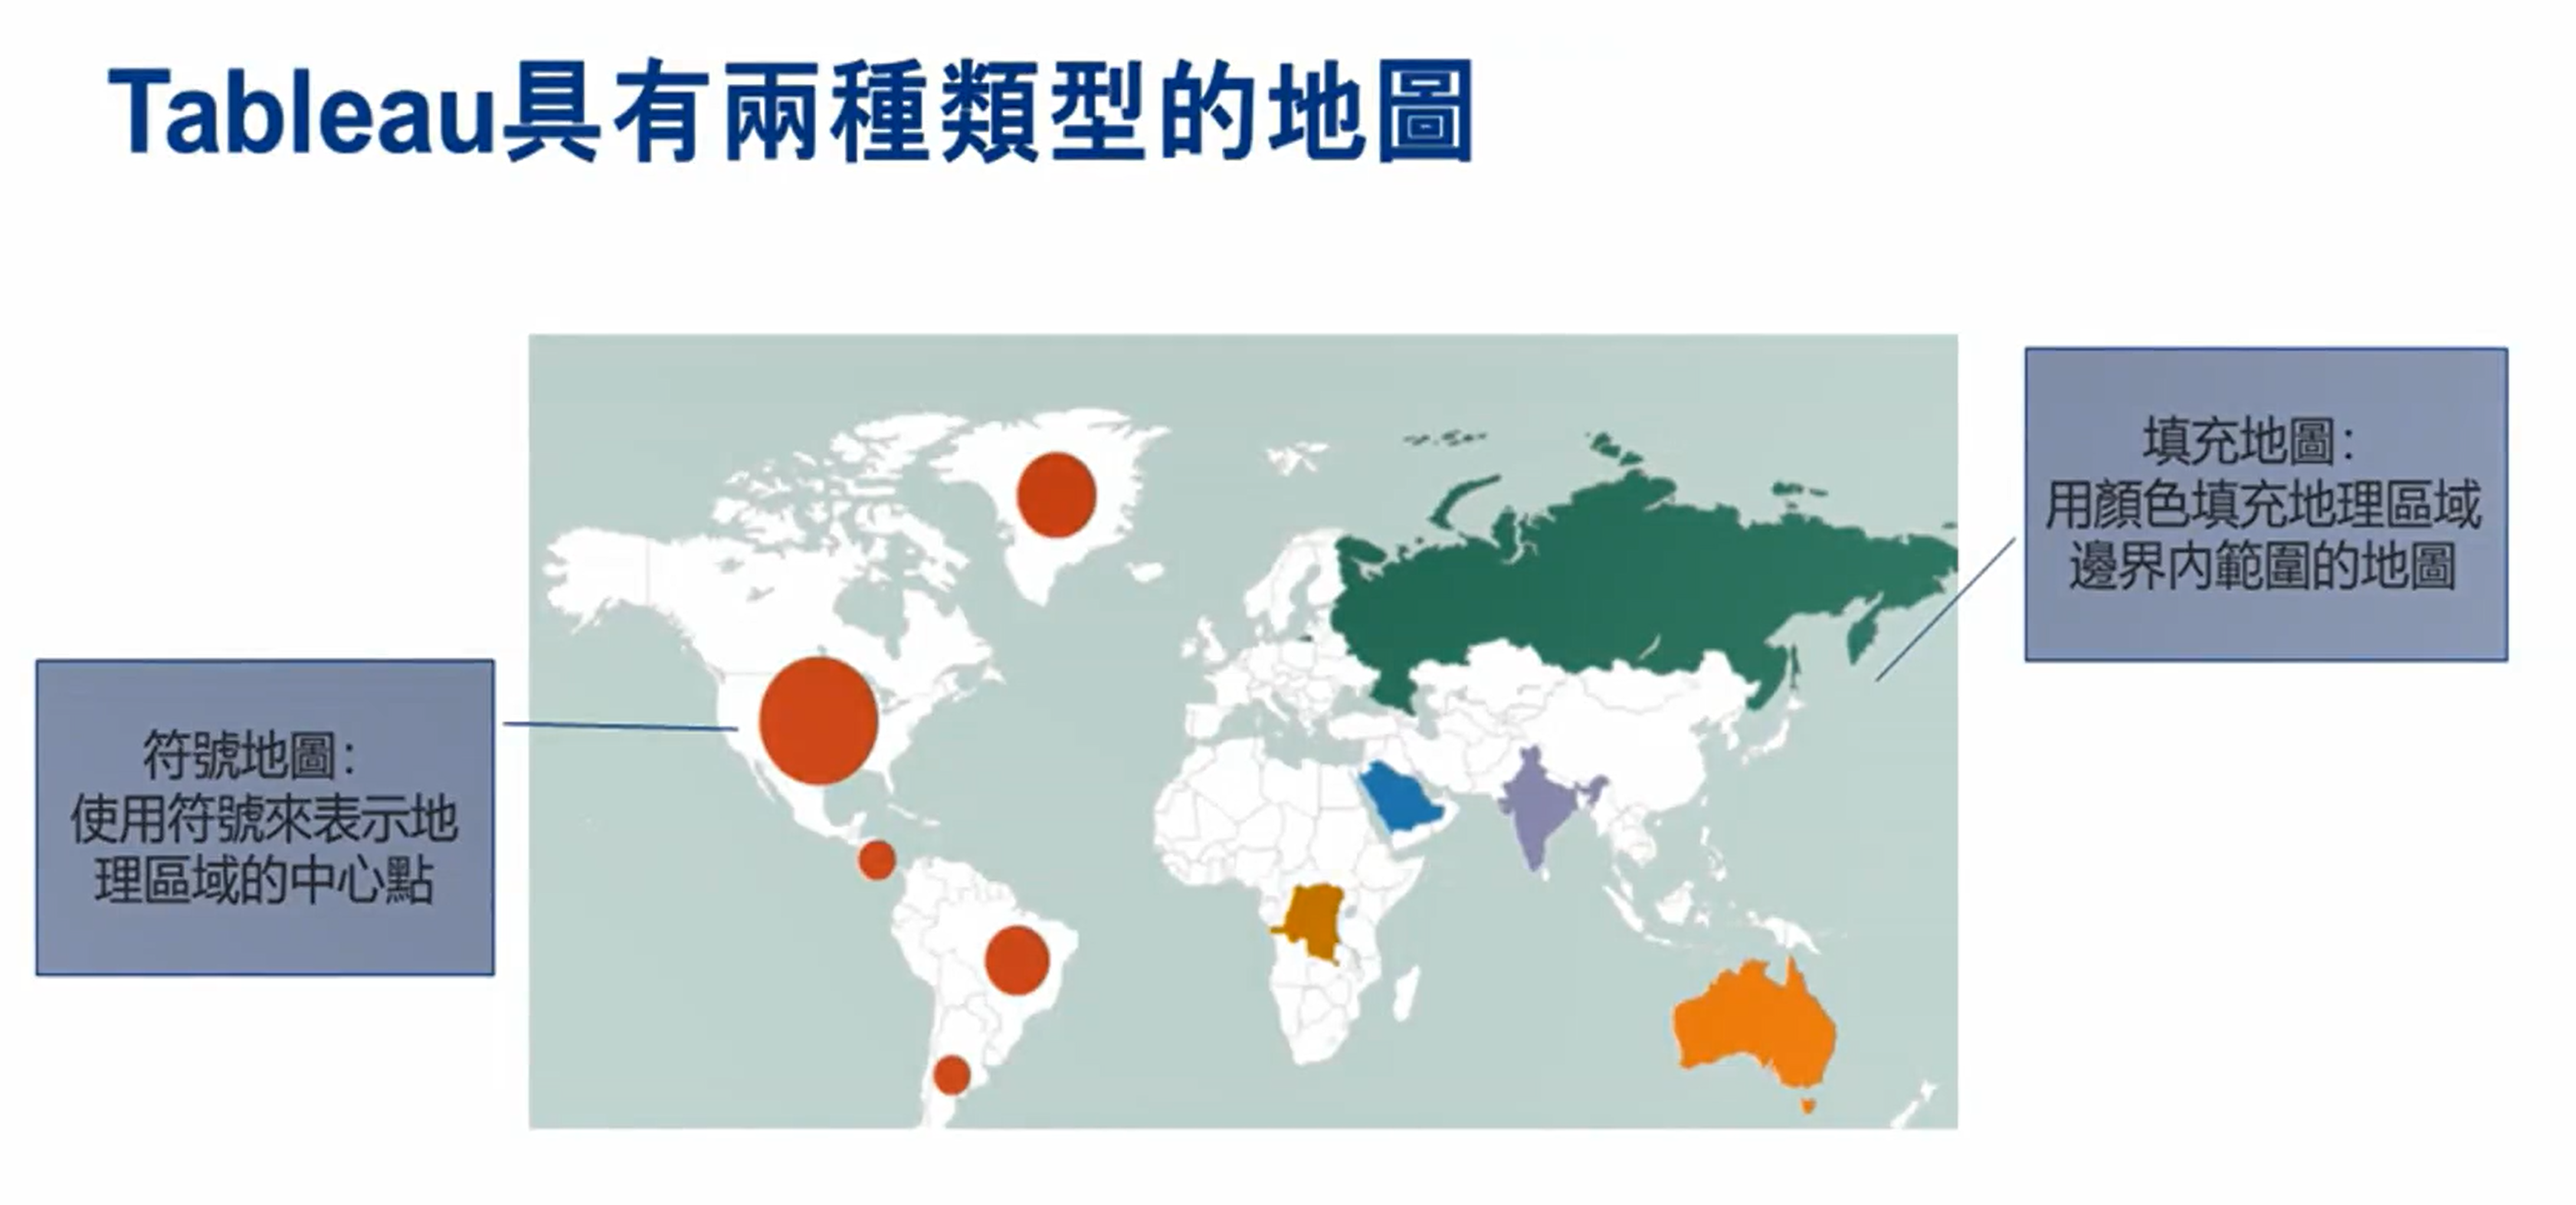 Tableau具有兩種類型的地圖
填充地圖：
用顏色填充地理區域
邊界內範圍的地圖
符號地圖：
使用符號來表示地
理區域的中心點